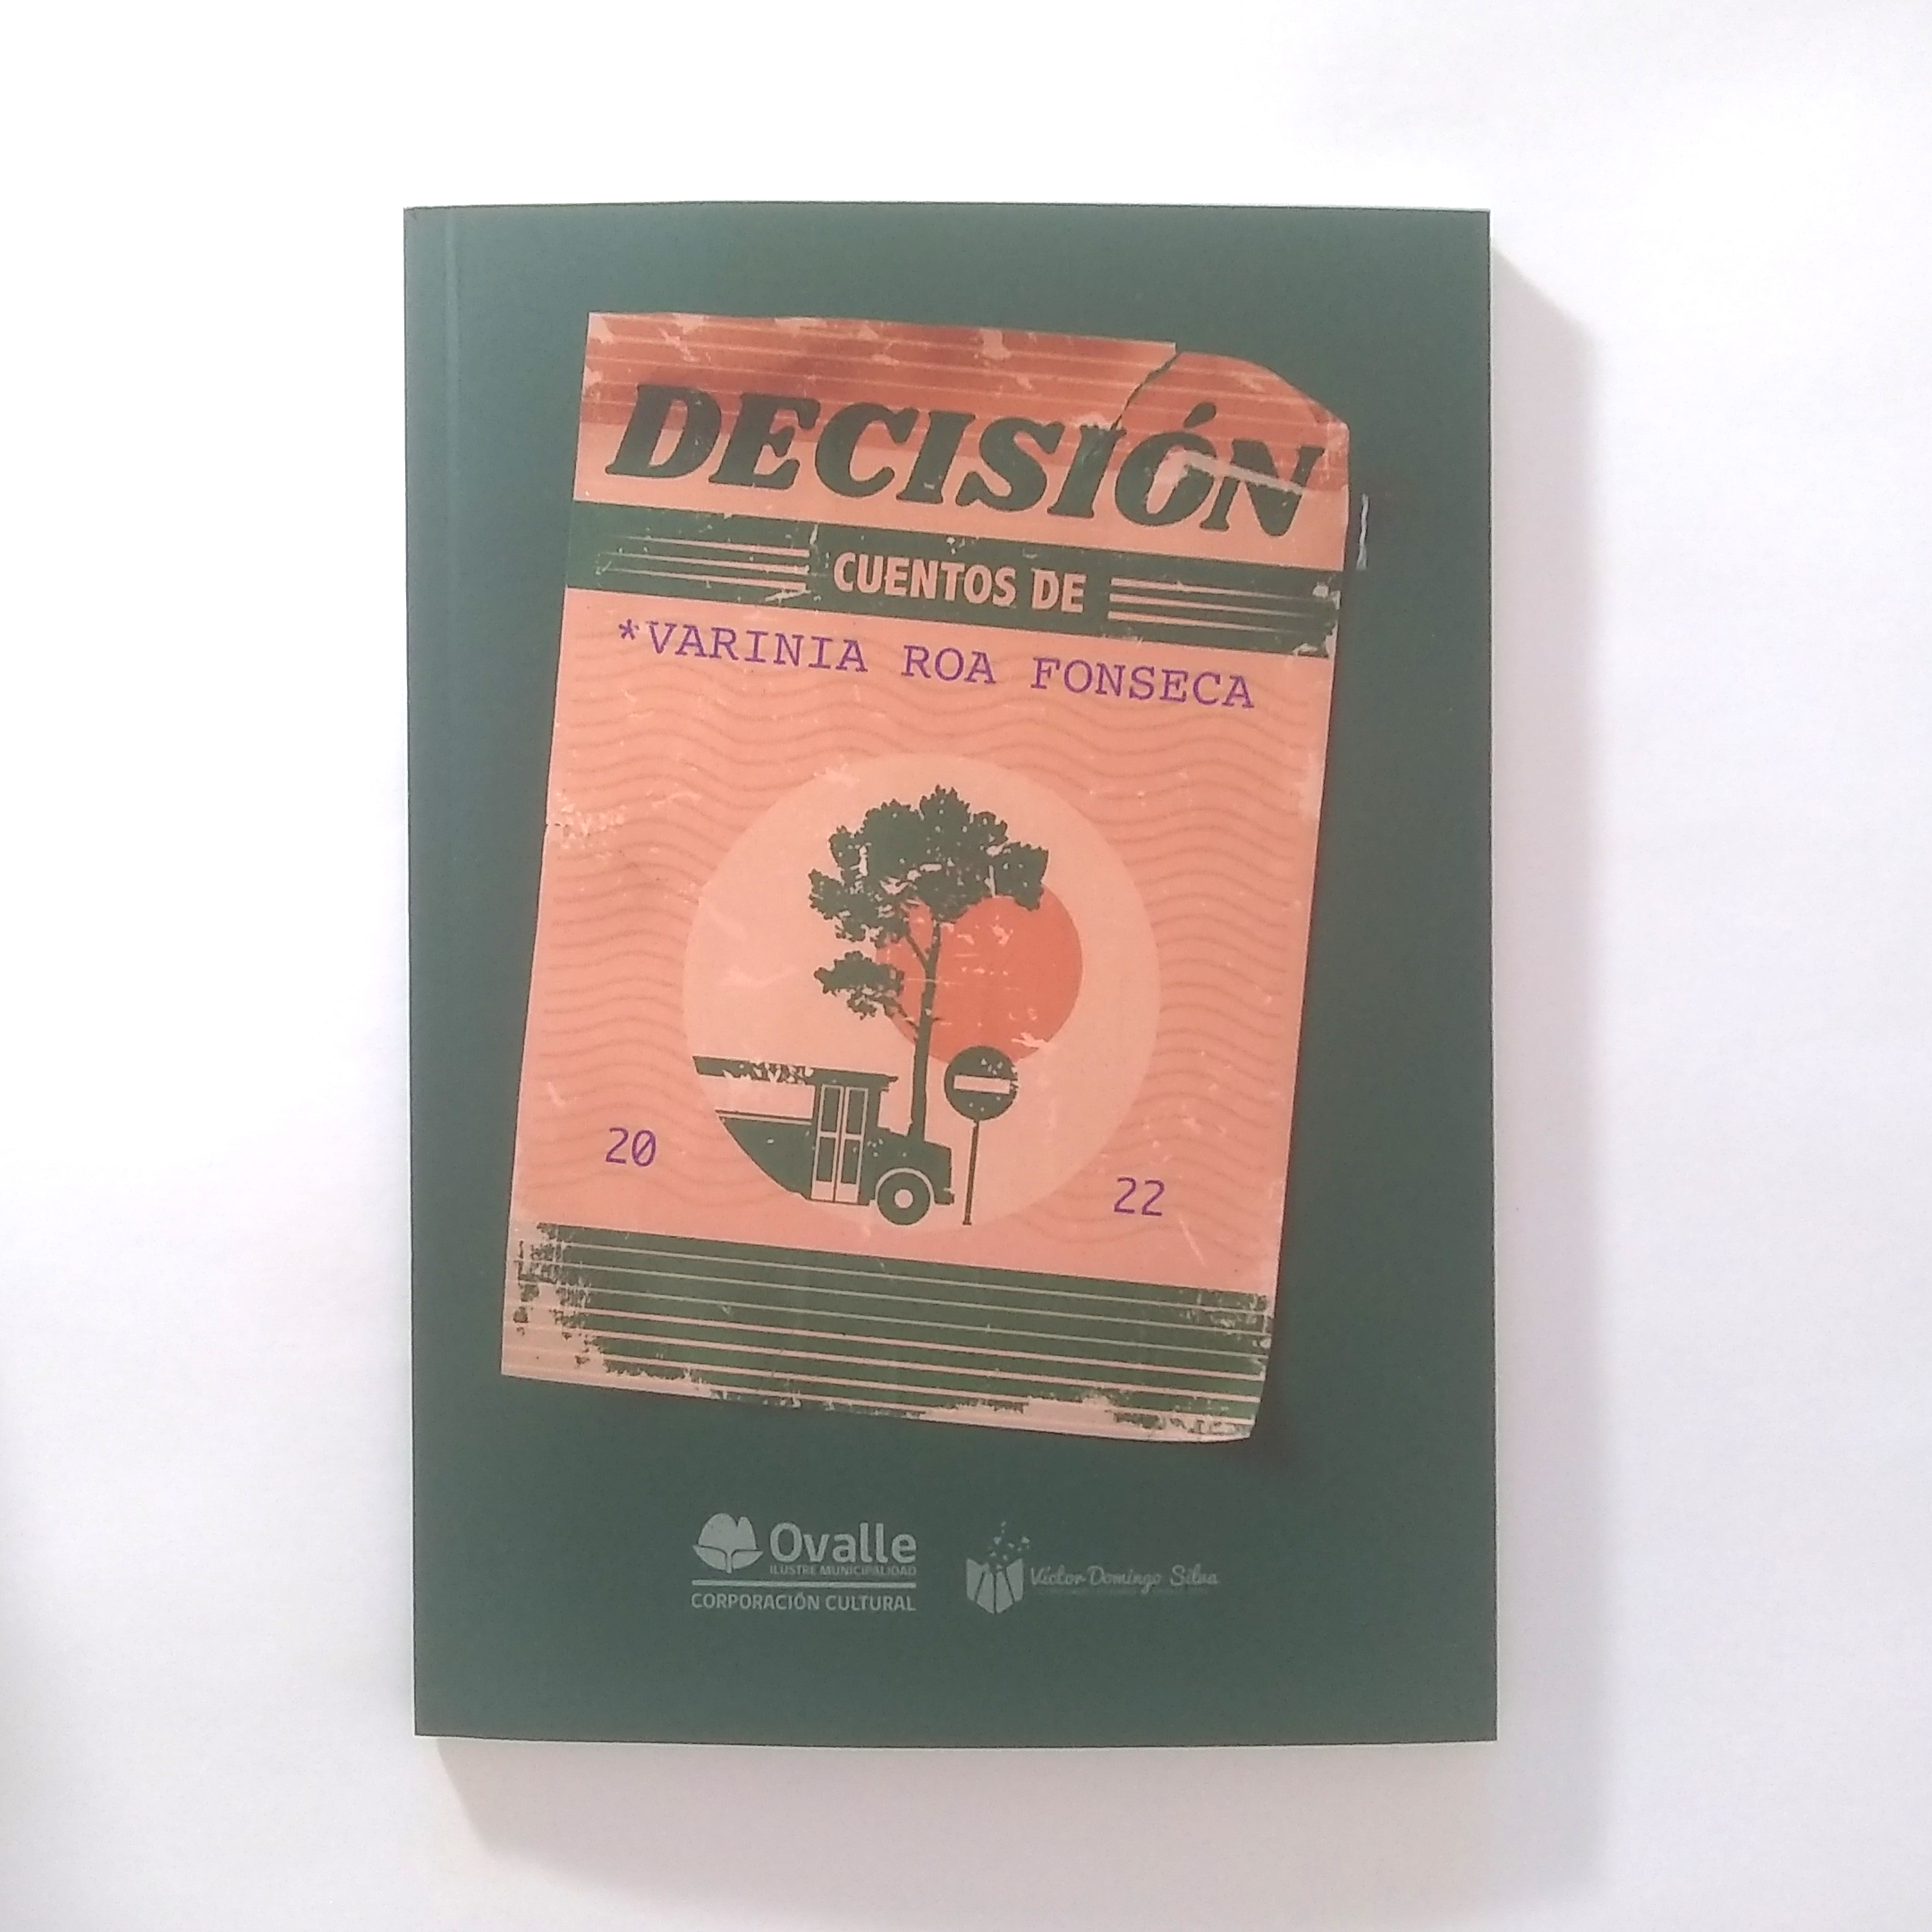 DECISIÓN
CUENTOS DE
*VARINIA ROA FONSECA
20
22
Ovalle
ILUSTRE MUNICIPALIDAD
CORPORACIÓN CULTURAL
Víctor Domingo Silva